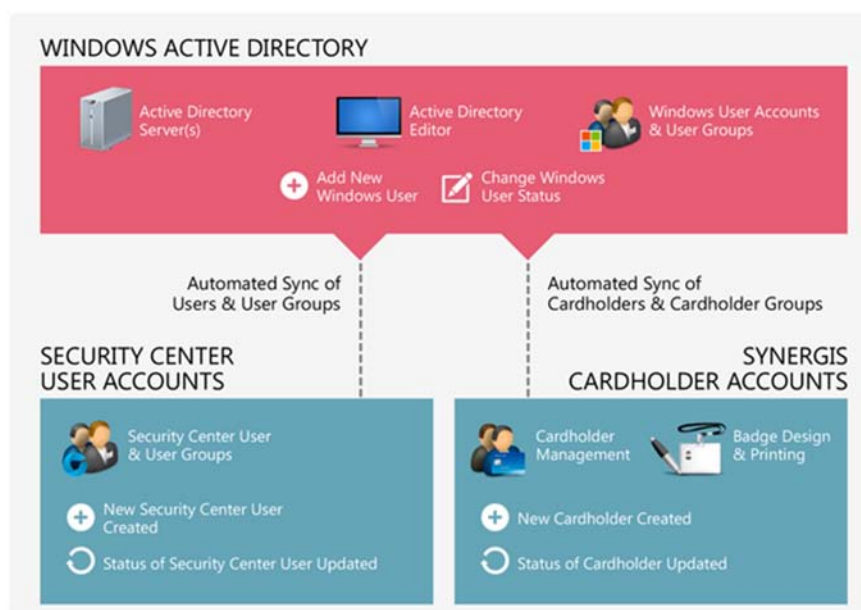 WINDOWS ACTIVE DIRECTORY
Active Directory
Server(s)
Active Directory
Editor
Windows User Accounts
& User Groups
Add New
Windows User
Change Windows
User Status
Automated Sync of
Users & User Groups
Automated Sync of
Cardholders & Cardholder Groups
SECURITY CENTER
USER ACCOUNTS
SYNERGIS
CARDHOLDER ACCOUNTS
Security Center User
& User Groups
New Security Center User
Created
Status of Security Center User Updated
Cardholder
Management
Badge Design
& Printing
New Cardholder Created
Status of Cardholder Updated